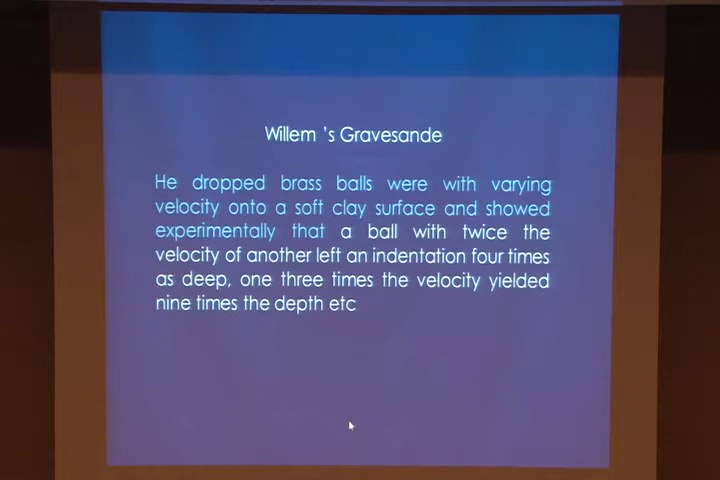 Willem 's Gravesande
He dropped brass balls were with varying
velocity onto a soft clay surface and showed
experimentally that a ball with twice the
velocity of another left an indentation four times
as deep, one three times the velocity yielded
nine times the depth etc